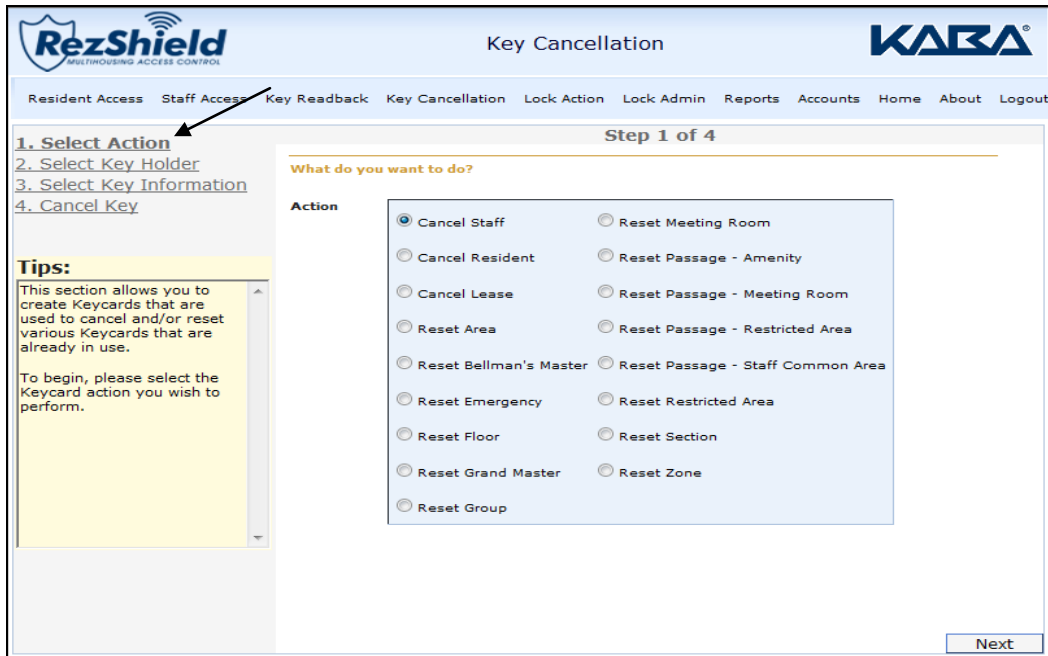 RezShield
MULTIHOUSING ACCESS CONTROL
Key Cancellation
KABA®
Resident Access Staff Access Key Readback Key Cancellation Lock Action Lock Admin Reports Accounts Home About Logout
1. Select Action
2. Select Key Holder
3. Select Key Information
4. Cancel Key
Tips:
This section allows you to
create Keycards that are
used to cancel and/or reset
various Keycards that are
already in use.
To begin, please select the
Keycard action you wish to
perform.
Step 1 of 4
What do you want to do?
Action
Cancel Staff
Cancel Resident
Cancel Lease
Reset Area
Reset Bellman's Master
Reset Emergency
Reset Floor
Reset Grand Master
Reset Group
Reset Meeting Room
Reset Passage - Amenity
Reset Passage - Meeting Room
Reset Passage - Restricted Area
Reset Passage - Staff Common Area
Reset Restricted Area
Reset Section
Reset Zone
Next